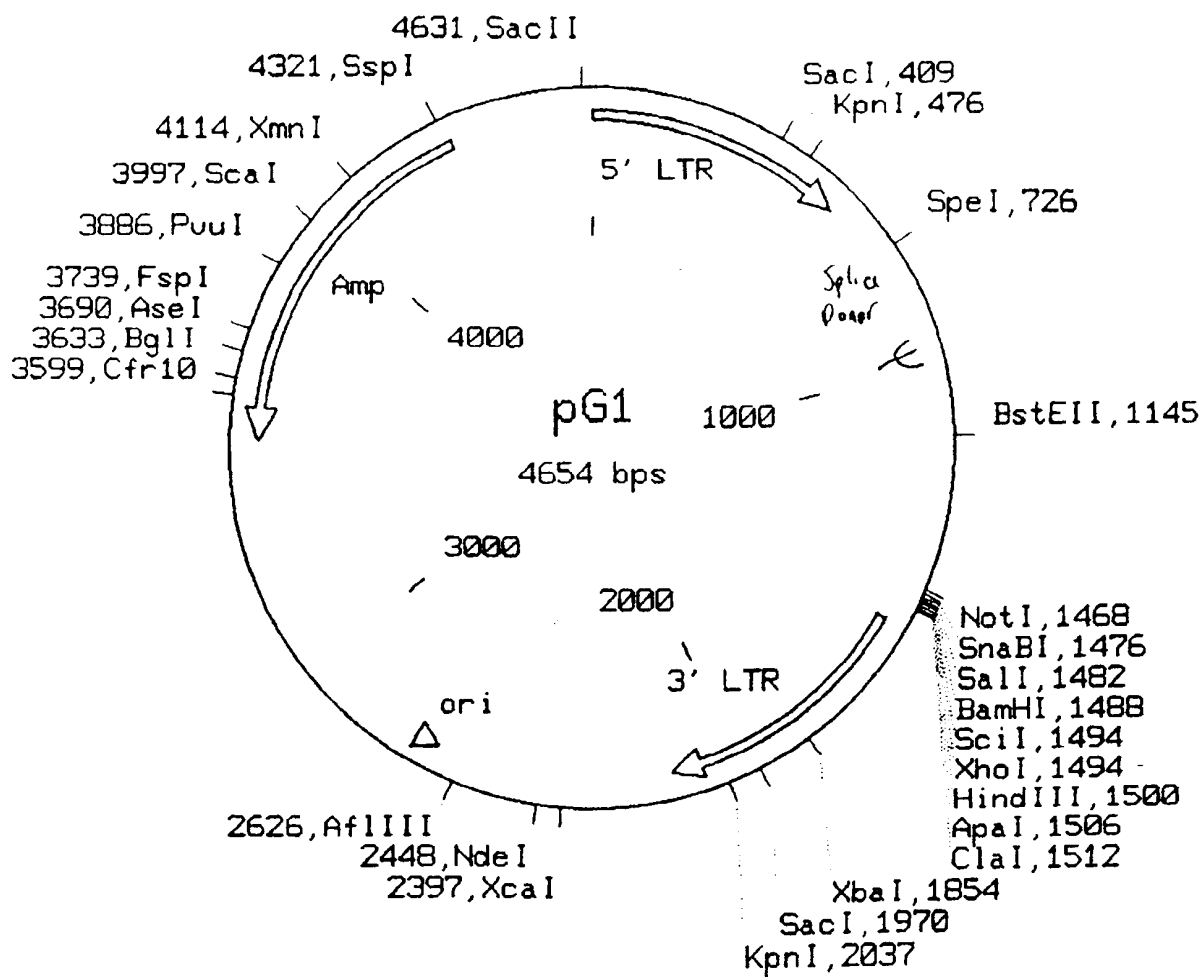 4631,SacII
4321,SspI
4114,XmnI
3997,ScaI
3886,PvuI
3739,FspI
3690,AseI
3633,BglI
3599,Cfr10
SacI,409
KpnI,476
SpeI,726
5' LTR
Splice
Donor
Amp
4000
pG1
1000
BstEII,1145
4654 bps
3000
2000
3' LTR
ori
NotI,1468
SnaBI,1476
SalI,1482
BamHI,1488
SciI,1494
XhoI,1494
HindIII,1500
ApaI,1506
ClaI,1512
2626,AflIII
2448,NdeI
2397,XcaI
XbaI,1854
SacI,1970
KpnI,2037